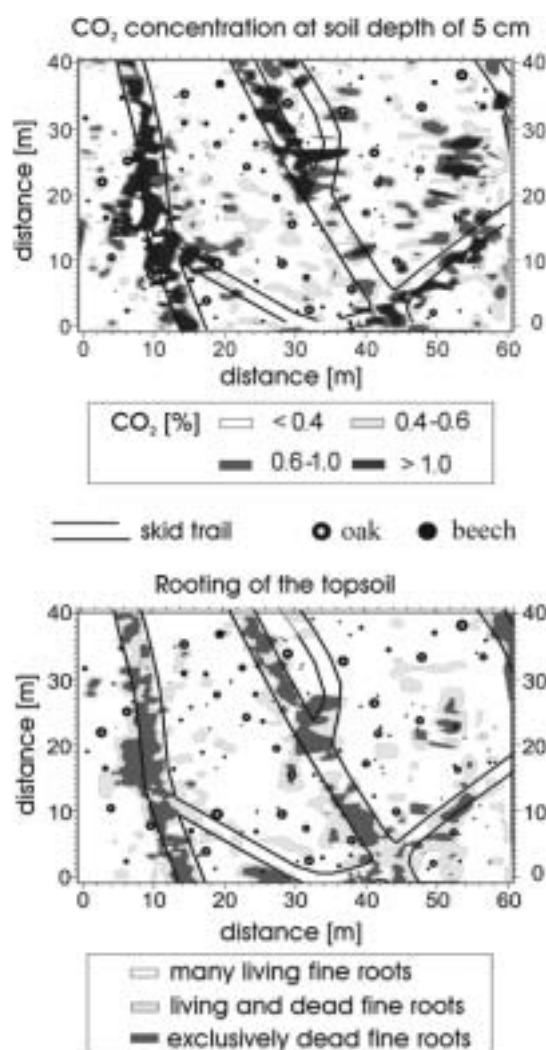 CO₂ concentration at soil depth of 5 cm
distance [m]
40
30
20
10
0
40
30
20
10
0
0 10 20 30 40 50 60
distance [m]
CO₂ [%] < 0.4 0.4-0.6
0.6-1.0 > 1.0
skid trail oak beech
Rooting of the topsoil
distance [m]
40
30
20
10
0
40
30
20
10
0
0 10 20 30 40 50 60
distance [m]
many living fine roots
living and dead fine roots
exclusively dead fine roots